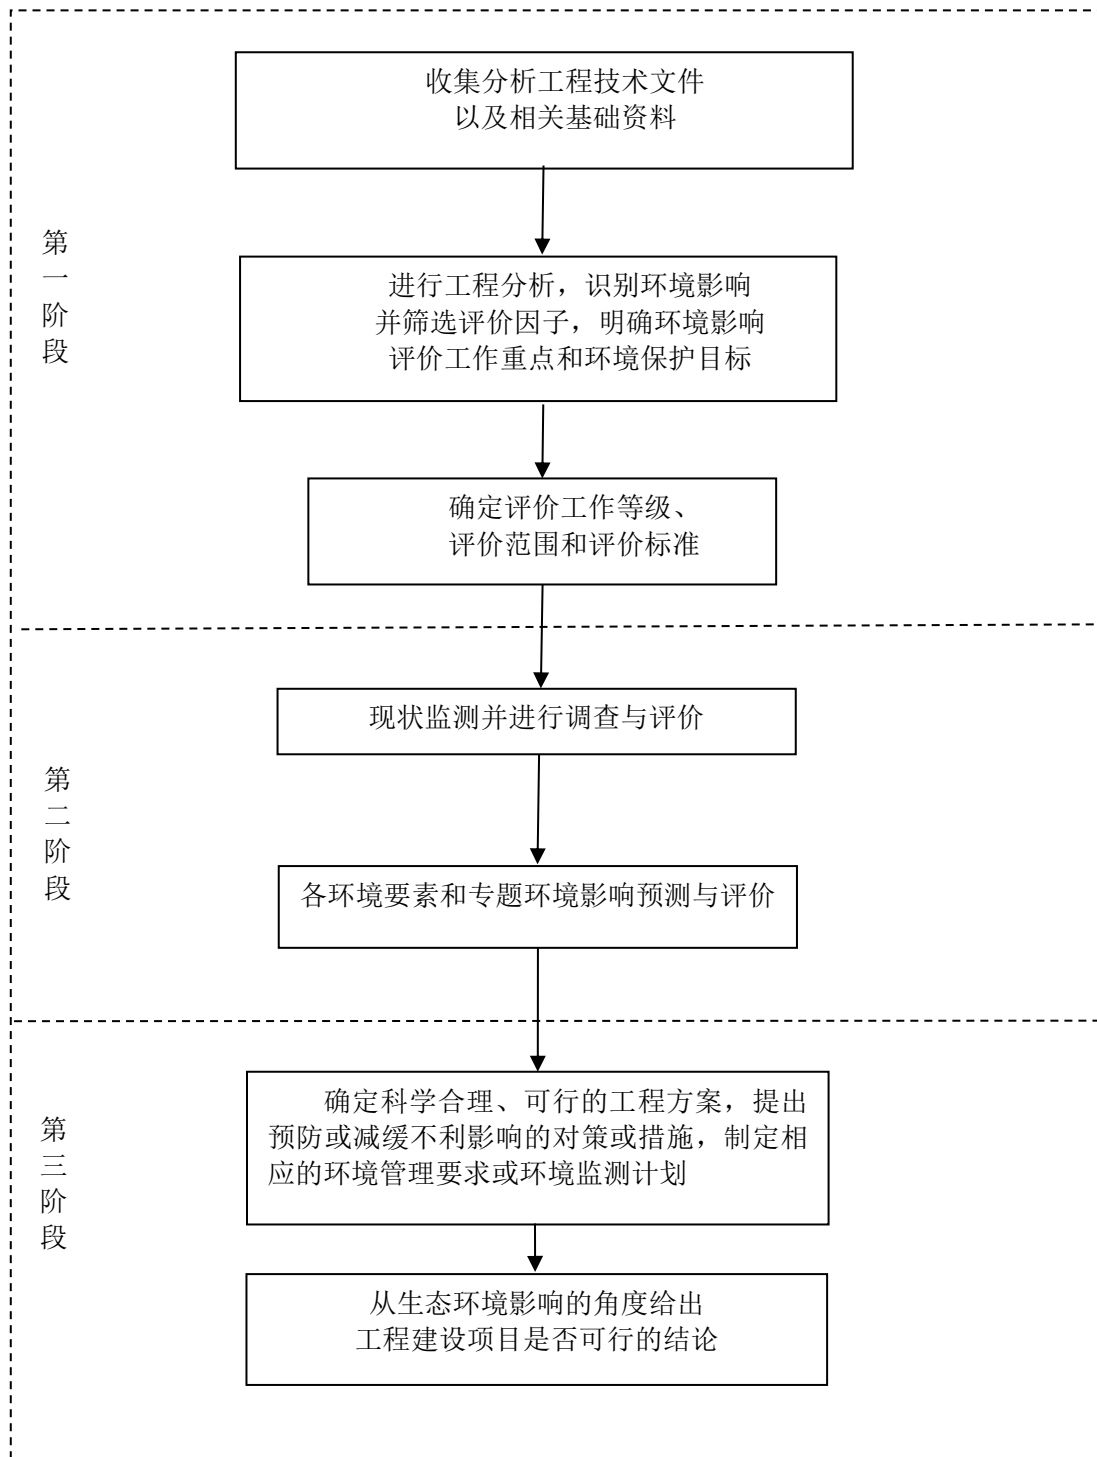 收集分析工程技术文件
以及相关基础资料
第一阶段
进行工程分析，识别环境影响
并筛选评价因子，明确环境影响
评价工作重点和环境保护目标
确定评价工作等级、
评价范围和评价标准
现状监测并进行调查与评价
第二阶段
各环境要素和专题环境影响预测与评价
确定科学合理、可行的工程方案，提出
预防或减缓不利影响的对策或措施，制定相
应的环境管理要求或环境监测计划
第三阶段
从生态环境影响的角度给出
工程建设项目是否可行的结论